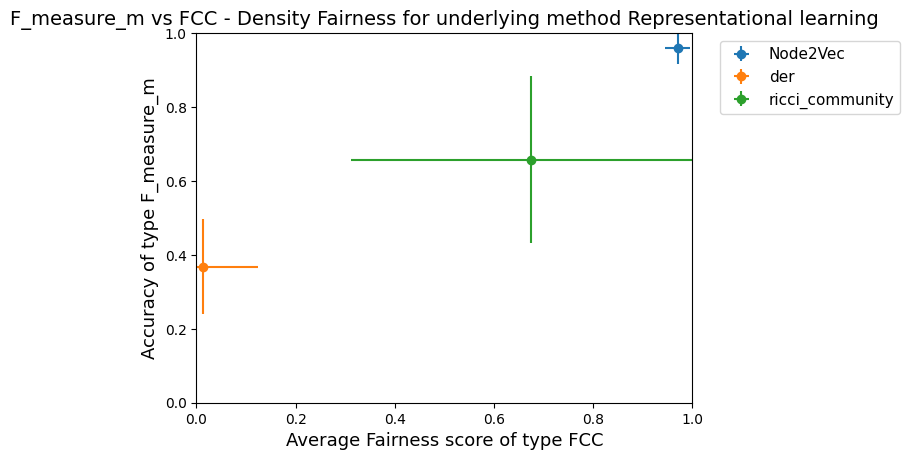 F_measure_m vs FCC - Density Fairness for underlying method Representational learning
Accuracy of type F_measure_m
1.0
0.8
0.6
0.4
0.2
0.0
0.0
0.2
0.4
0.6
0.8
1.0
Average Fairness score of type FCC
Node2Vec
der
ricci_community